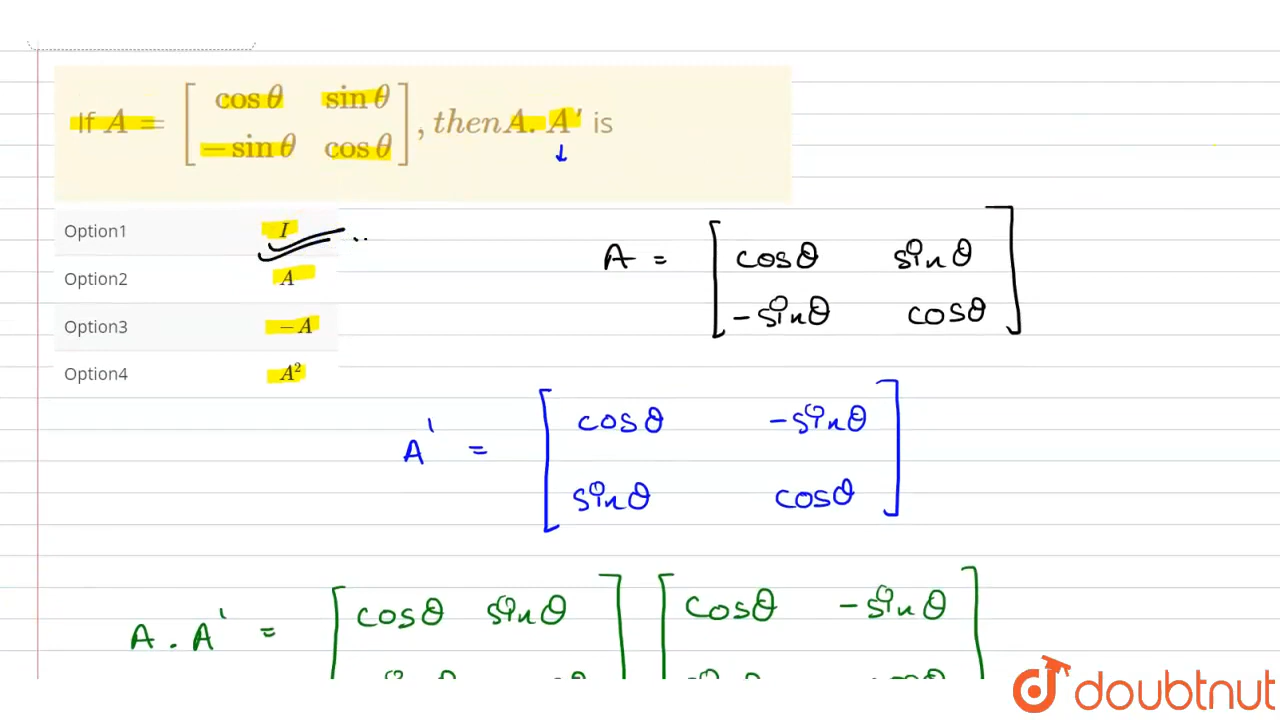 If A = [ cos θ sin θ
− sin θ cos θ ] , then A. A′ is
Option1 I
Option2 A
Option3 −A
Option4 A²
A = [ cosθ sinθ
-sinθ cosθ ]
A' = [ cosθ -sinθ
sinθ cosθ ]
A . A' = [ cosθ sinθ ] [ cosθ -sinθ ]
doubtnut